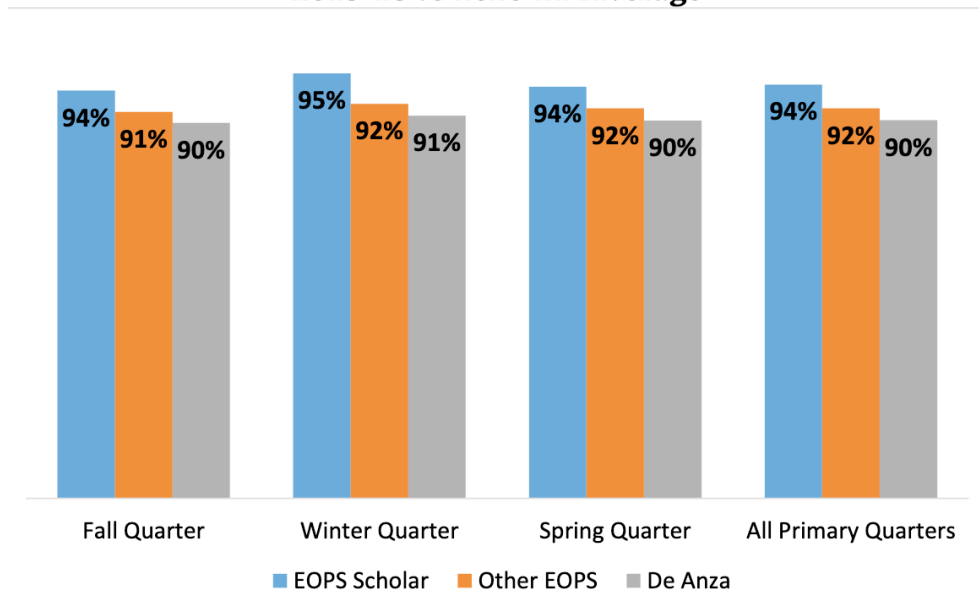 94%
91%
90%
95%
92%
91%
94%
92%
90%
94%
92%
90%
Fall Quarter
Winter Quarter
Spring Quarter
All Primary Quarters
EOPS Scholar
Other EOPS
De Anza